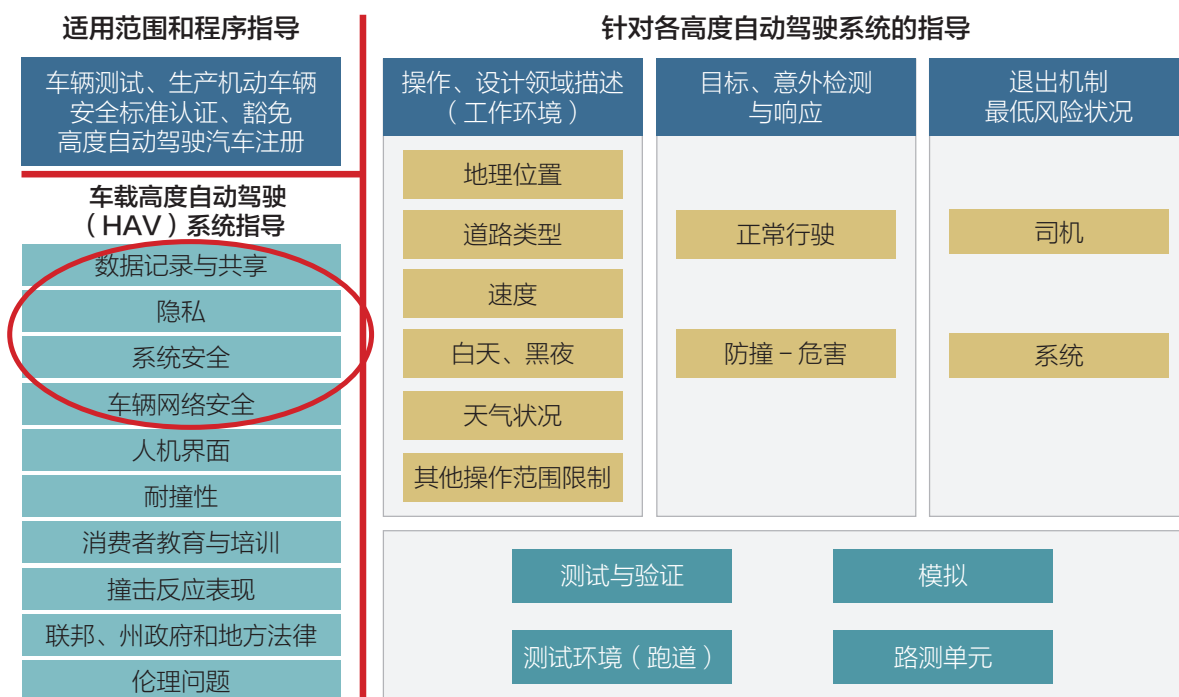 适用范围和程序指导
车辆测试、生产机动车辆
安全标准认证、豁免
高度自动驾驶汽车注册
车载高度自动驾驶
（HAV）系统指导
数据记录与共享
隐私
系统安全
车辆网络安全
人机界面
耐撞性
消费者教育与培训
撞击反应表现
联邦、州政府和地方法律
伦理问题
针对各高度自动驾驶系统的指导
操作、设计领域描述
（工作环境）
地理位置
道路类型
速度
白天、黑夜
天气状况
其他操作范围限制
目标、意外检测
与响应
正常行驶
防撞－危害
退出机制
最低风险状况
司机
系统
测试与验证
模拟
测试环境（跑道）
路测单元